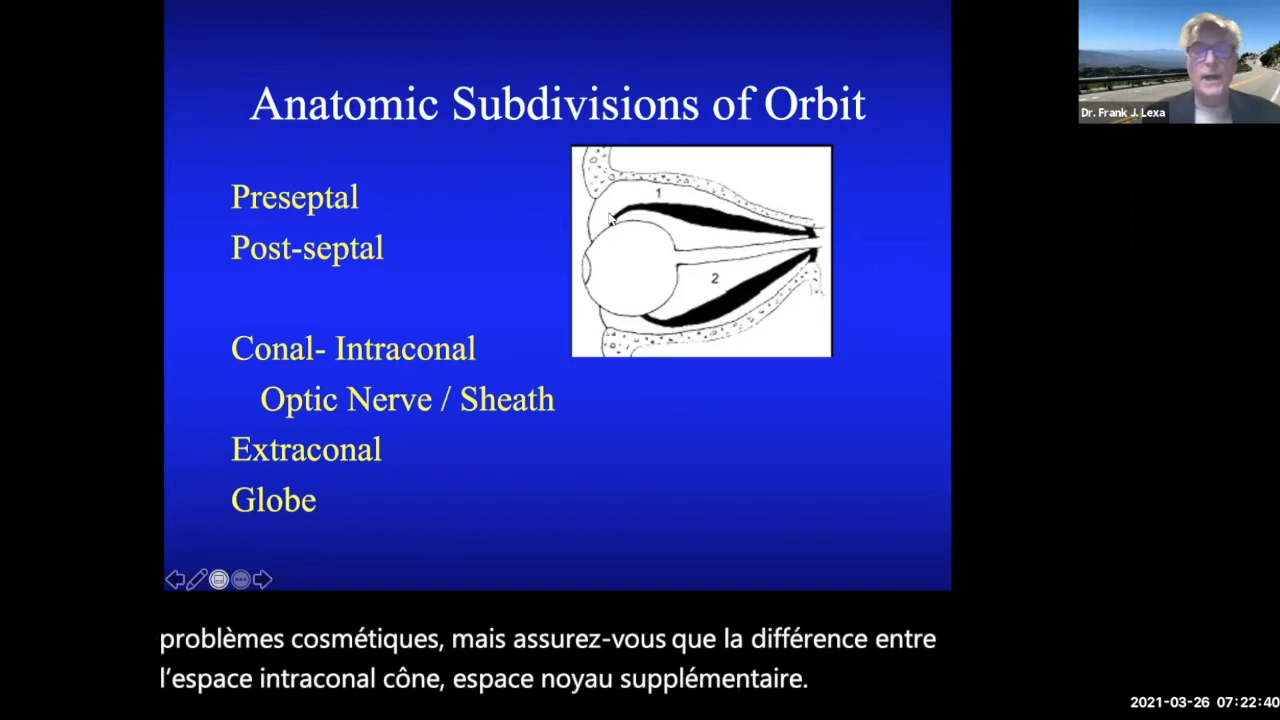 Anatomic Subdivisions of Orbit
Preseptal
Post-septal
Conal- Intraconal
Optic Nerve / Sheath
Extraconal
Globe
1
2
Dr. Frank J. Lexa
problèmes cosmétiques, mais assurez-vous que la différence entre
l'espace intraconal cône, espace noyau supplémentaire.
2021-03-26 07:22:40